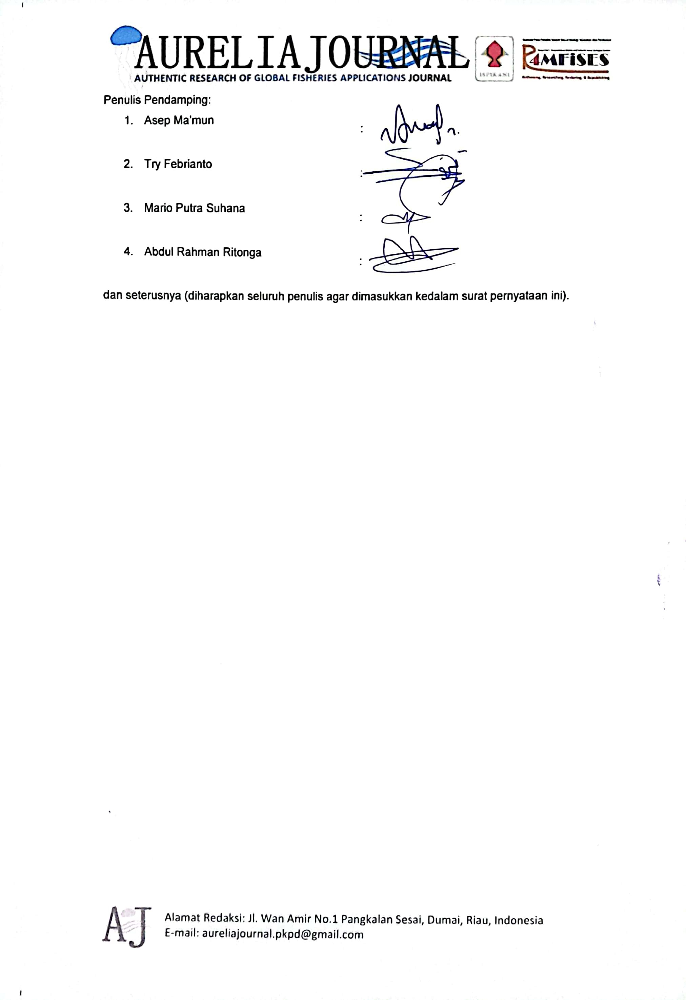 AURELIA JOURNAL
AUTHENTIC RESEARCH OF GLOBAL FISHERIES APPLICATIONS JOURNAL
ISPIKANI
R4MFiSES
Penulis Pendamping:
1. Asep Ma'mun :
2. Try Febrianto :
3. Mario Putra Suhana :
4. Abdul Rahman Ritonga :
dan seterusnya (diharapkan seluruh penulis agar dimasukkan kedalam surat pernyataan ini).
AJ
Alamat Redaksi: Jl. Wan Amir No.1 Pangkalan Sesai, Dumai, Riau, Indonesia
E-mail: aureliajournal.pkpd@gmail.com